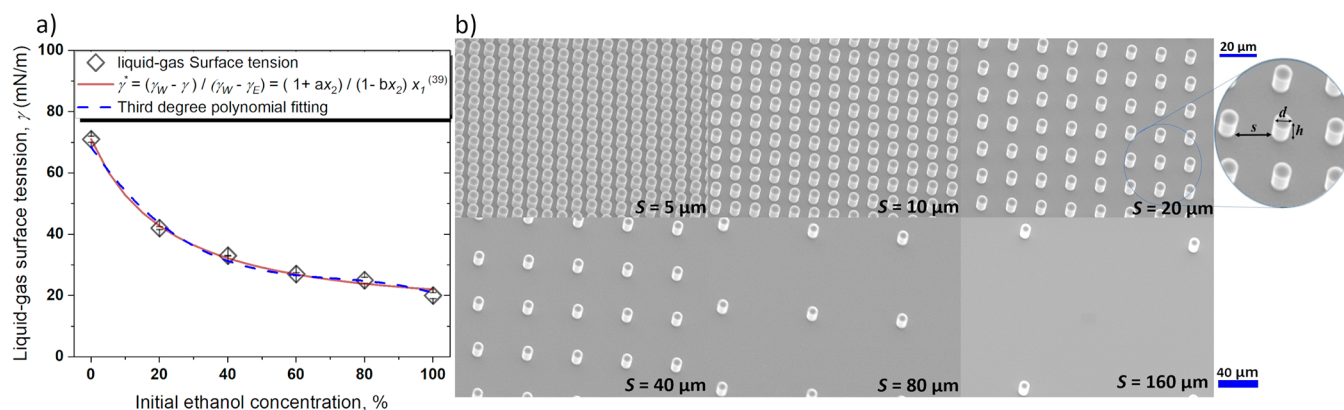 a)
100
80
60
40
20
0
Liquid-gas surface tesnion, γ (mN/m)
liquid-gas Surface tension
γ* = (γW - γ) / (γW - γE) = ( 1+ ax2) / (1- bx2) x1 (39)
Third degree polynomial fitting
0 20 40 60 80 100
Initial ethanol concentration, %
b)
S = 5 µm
S = 10 µm
S = 20 µm
20 µm
d
s
h
S = 40 µm
S = 80 µm
S = 160 µm
40 µm